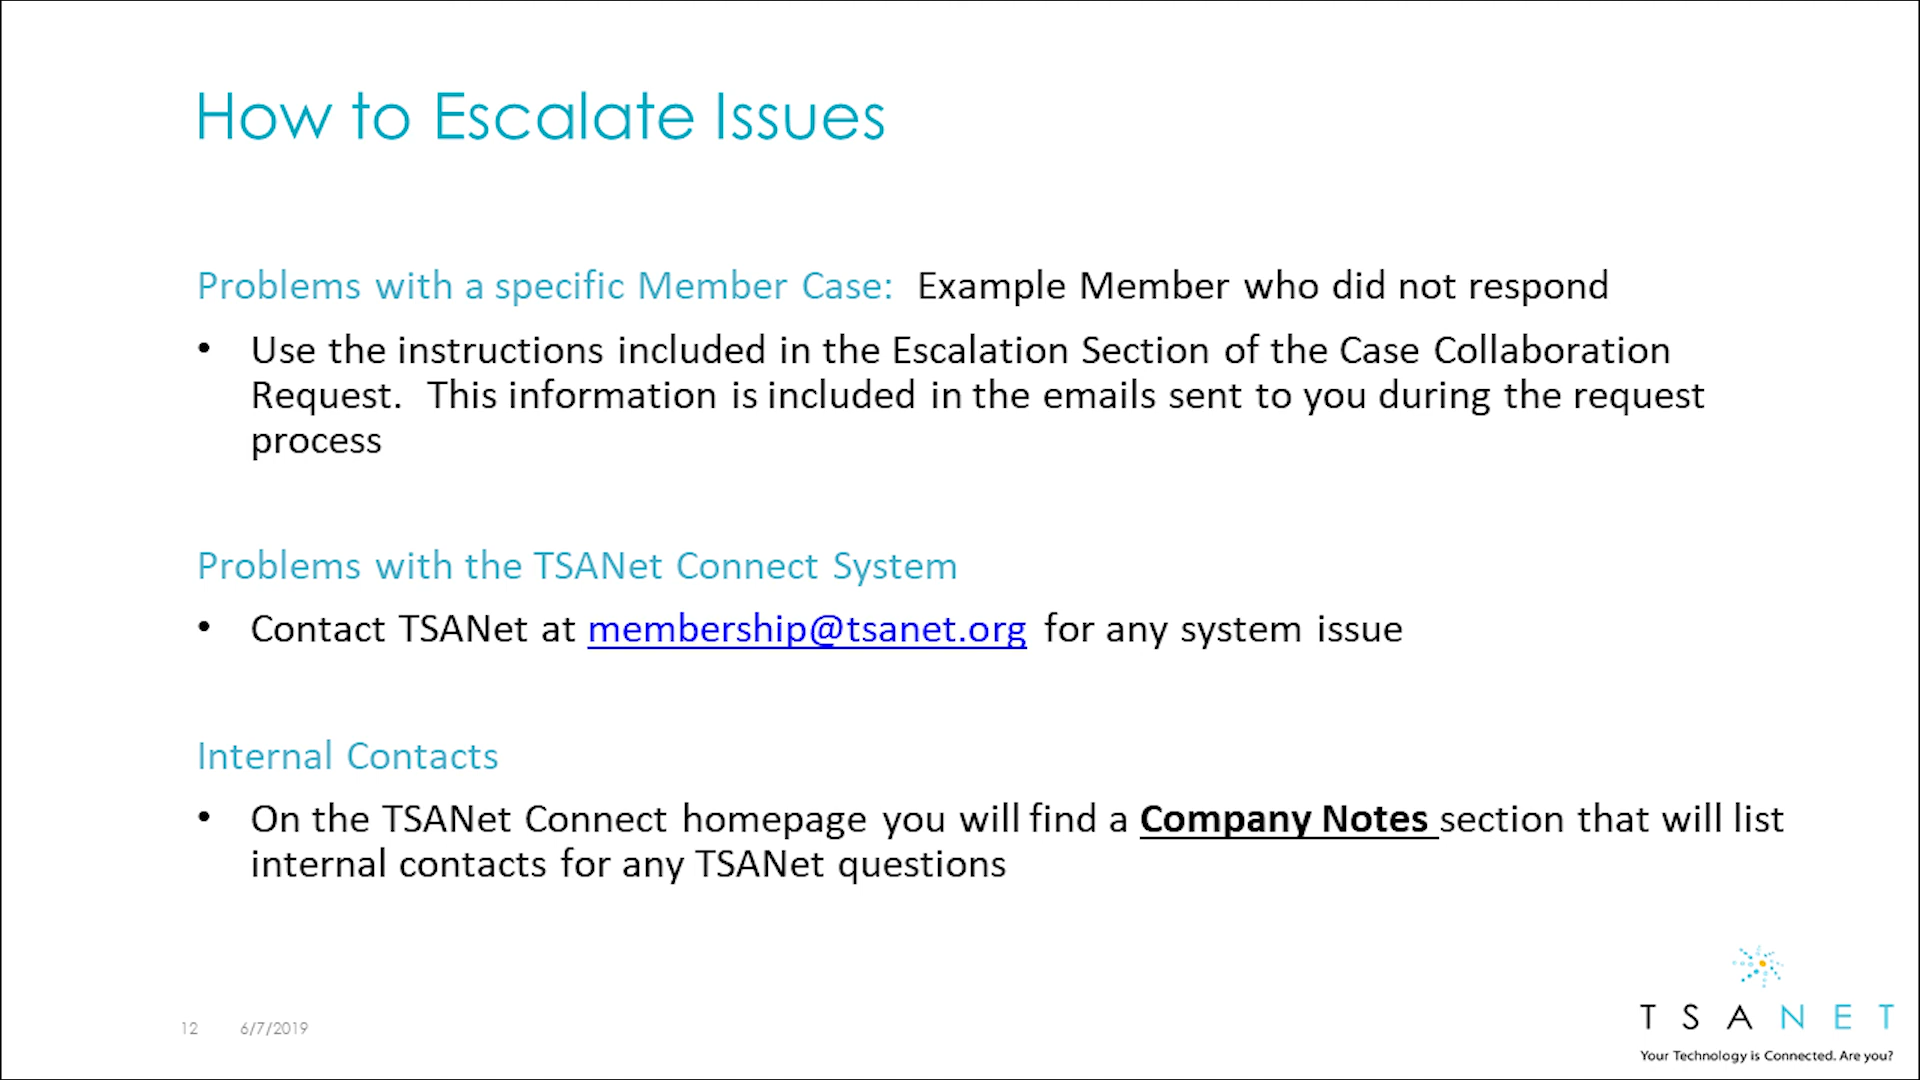 How to Escalate Issues
Problems with a specific Member Case:  Example Member who did not respond
• Use the instructions included in the Escalation Section of the Case Collaboration
Request.  This information is included in the emails sent to you during the request
process
Problems with the TSANet Connect System
• Contact TSANet at membership@tsanet.org for any system issue
Internal Contacts
• On the TSANet Connect homepage you will find a Company Notes section that will list
internal contacts for any TSANet questions
12 6/7/2019
TSANET
Your Technology is Connected. Are you?